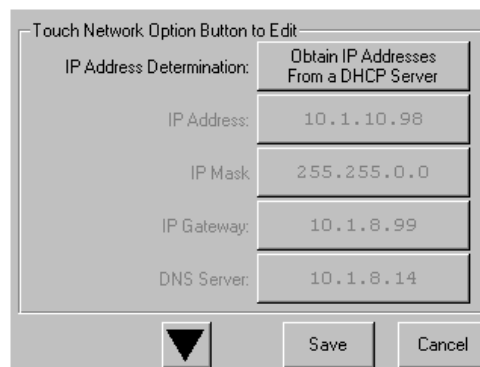 Touch Network Option Button to Edit
IP Address Determination:
Obtain IP Addresses
From a DHCP Server
IP Address:
10.1.10.98
IP Mask
255.255.0.0
IP Gateway:
10.1.8.99
DNS Server:
10.1.8.14
Save
Cancel